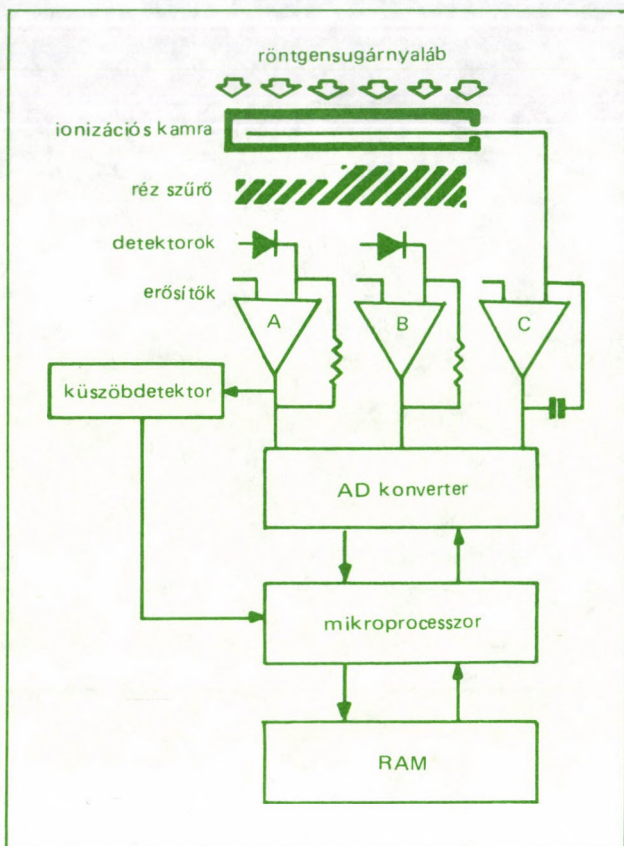 röntgensugárnyaláb
ionizációs kamra
réz szűrő
detektorok
erősítők
A
B
C
küszöbdetektor
AD konverter
mikroprocesszor
RAM